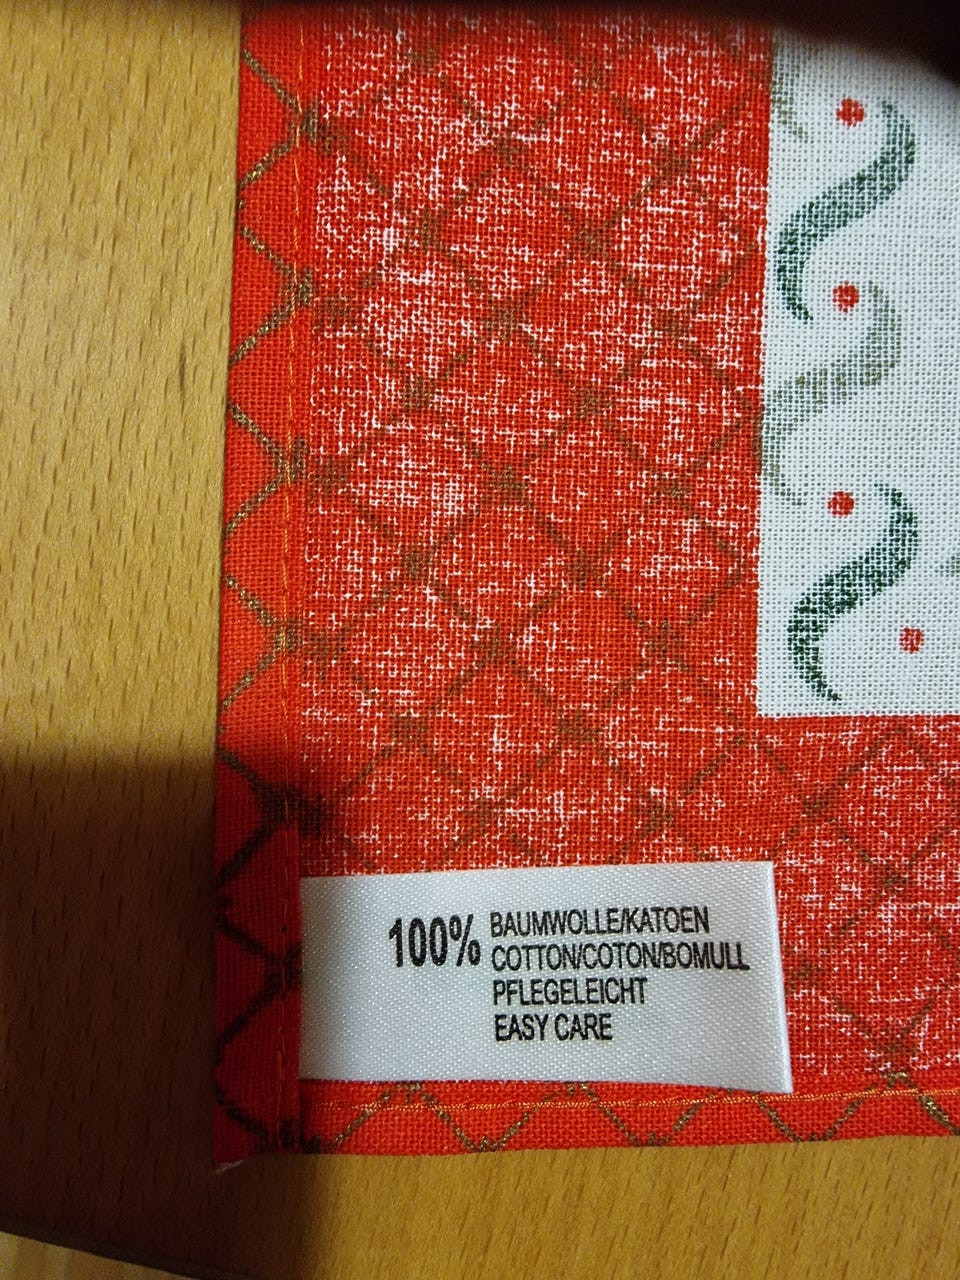 100% BAUMWOLLE/KATOEN
COTTON/COTON/BOMULL
PFLEGELEICHT
EASY CARE